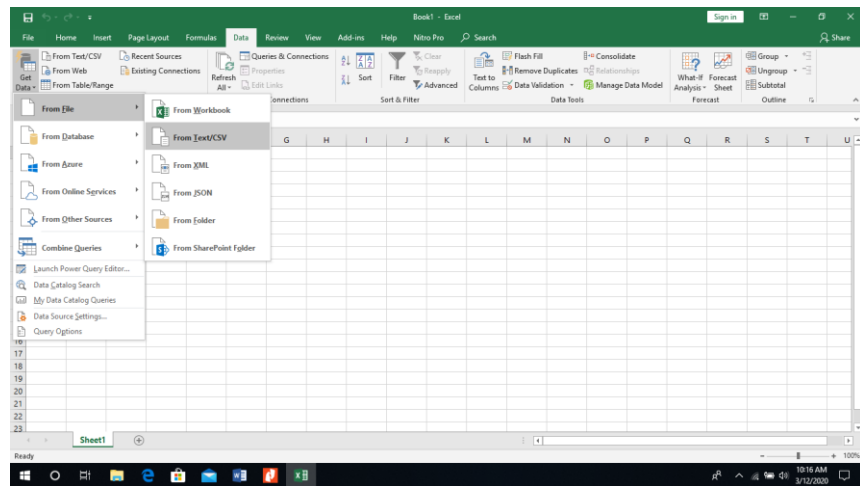 Book1 - Excel
Sign in
File Home Insert Page Layout Formulas Data Review View Add-ins Help Nitro Pro Search Share
From Text/CSV Recent Sources Queries & Connections Clear Flash Fill Consolidate Group
From Web Existing Connections Properties Reapply Remove Duplicates Relationships Ungroup
From Table/Range Edit Links Advanced Data Validation Manage Data Model Subtotal
Get Data
Refresh All
Sort
Filter
Text to Columns
What-If Analysis
Forecast Sheet
Connections Sort & Filter Data Tools Forecast Outline
From File
From Database
From Azure
From Online Services
From Other Sources
Combine Queries
Launch Power Query Editor...
Data Catalog Search
My Data Catalog Queries
Data Source Settings...
Query Options
From Workbook
From Text/CSV
From XML
From JSON
From Folder
From SharePoint Folder
G H I J K L M N O P Q R S T U
16
17
18
19
20
21
22
23
Sheet1
Ready
100%
10:16 AM
3/12/2020